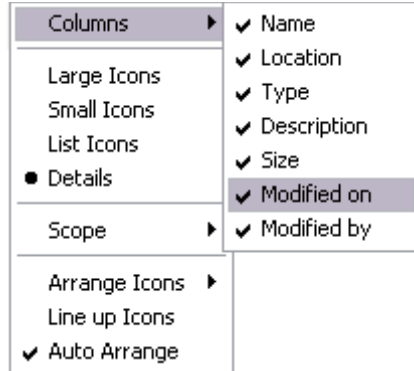 Columns
Large Icons
Small Icons
List Icons
Details
Scope
Arrange Icons
Line up Icons
Auto Arrange
Name
Location
Type
Description
Size
Modified on
Modified by